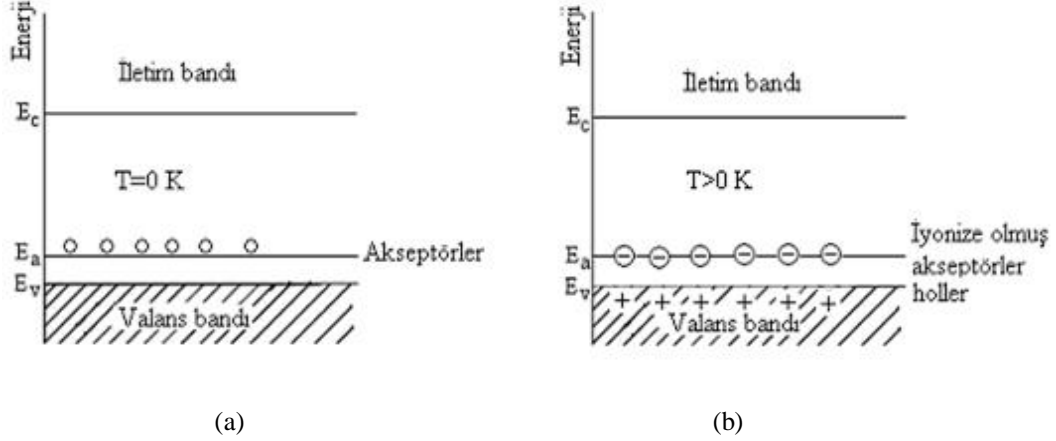 Enerji
İletim bandı
E_c
T=0 K
E_a
Akseptörler
E_v
Valans bandı
(a)
Enerji
İletim bandı
E_c
T>0 K
E_a
İyonize olmuş
akseptörler
holler
E_v
Valans bandı
(b)